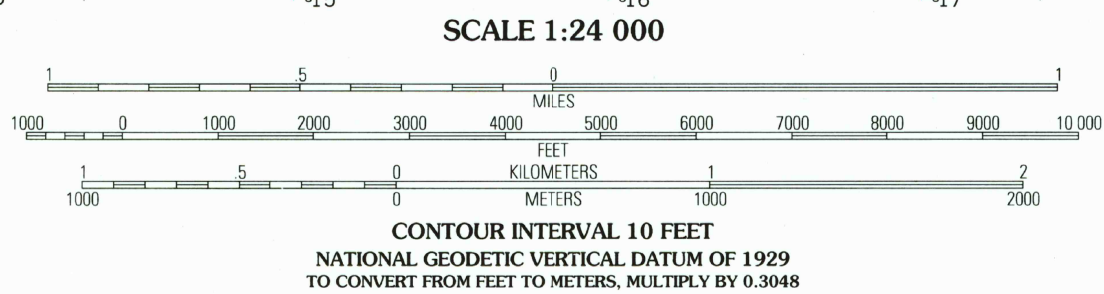 SCALE 1:24 000
1 .5 0 1
MILES
1000 0 1000 2000 3000 4000 5000 6000 7000 8000 9000 10 000
FEET
1 .5 0 KILOMETERS 1 2
1000 0 METERS 1000 2000
CONTOUR INTERVAL 10 FEET
NATIONAL GEODETIC VERTICAL DATUM OF 1929
TO CONVERT FROM FEET TO METERS, MULTIPLY BY 0.3048